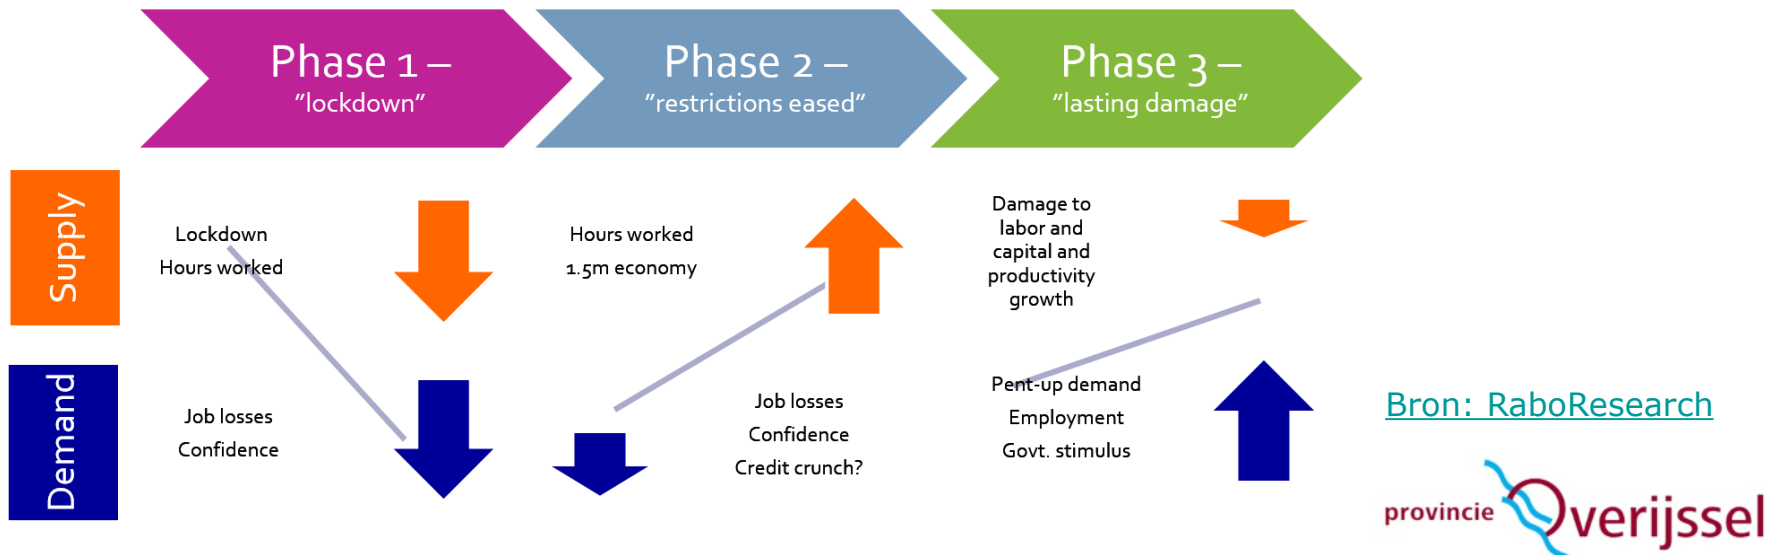 Phase 1 –
”lockdown”
Phase 2 –
”restrictions eased”
Phase 3 –
”lasting damage”
Supply
Lockdown
Hours worked
Hours worked
1.5m economy
Damage to
labor and
capital and
productivity
growth
Demand
Job losses
Confidence
Job losses
Confidence
Credit crunch?
Pent-up demand
Employment
Govt. stimulus
Bron: RaboResearch
provincie Overijssel